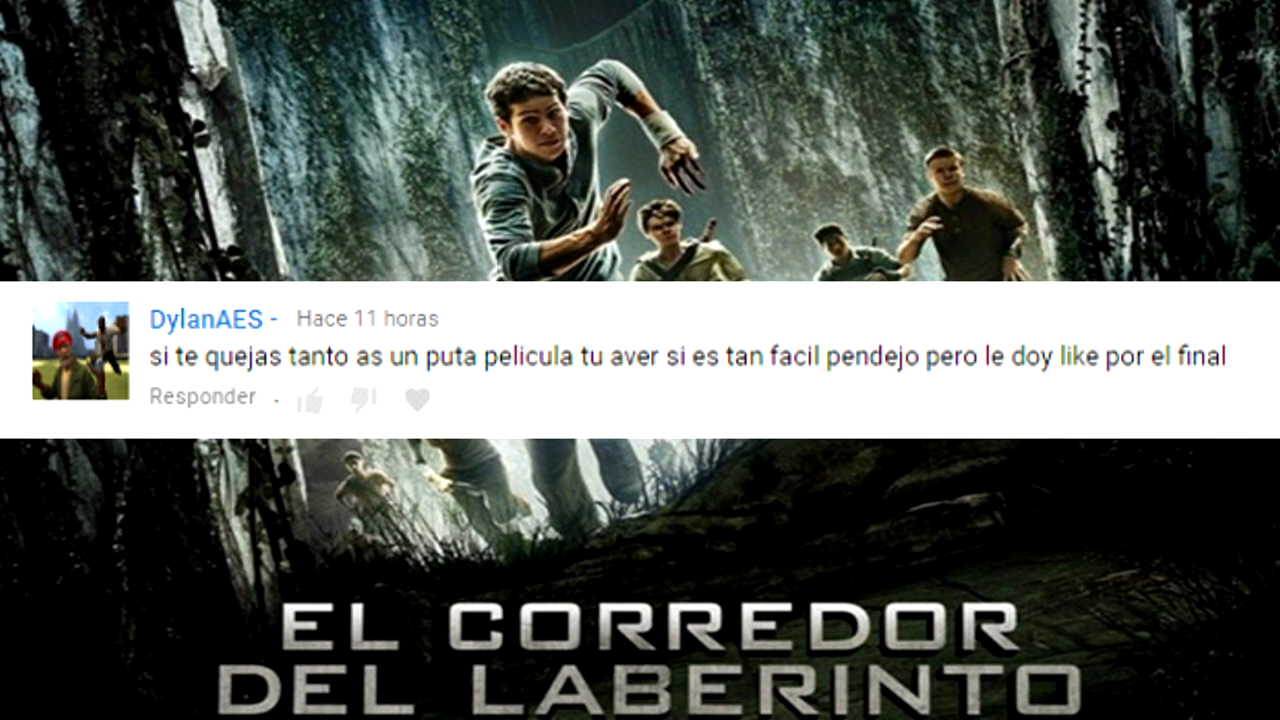 DylanAES - Hace 11 horas
si te quejas tanto as un puta pelicula tu aver si es tan facil pendejo pero le doy like por el final
Responder .
EL CORREDOR
DEL LABERINTO